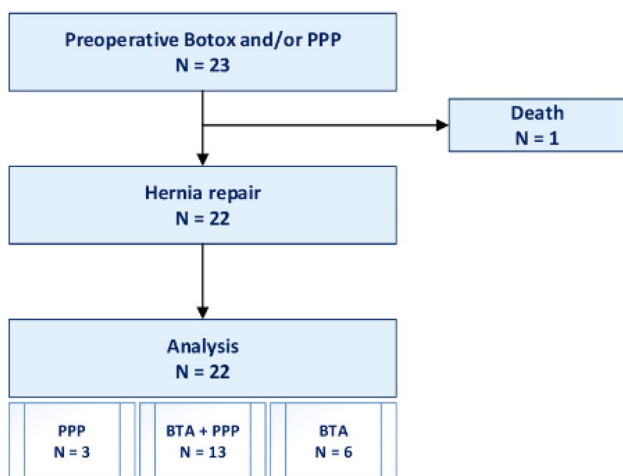 Preoperative Botox and/or PPP
N = 23
Death
N = 1
Hernia repair
N = 22
Analysis
N = 22
PPP
N = 3
BTA + PPP
N = 13
BTA
N = 6